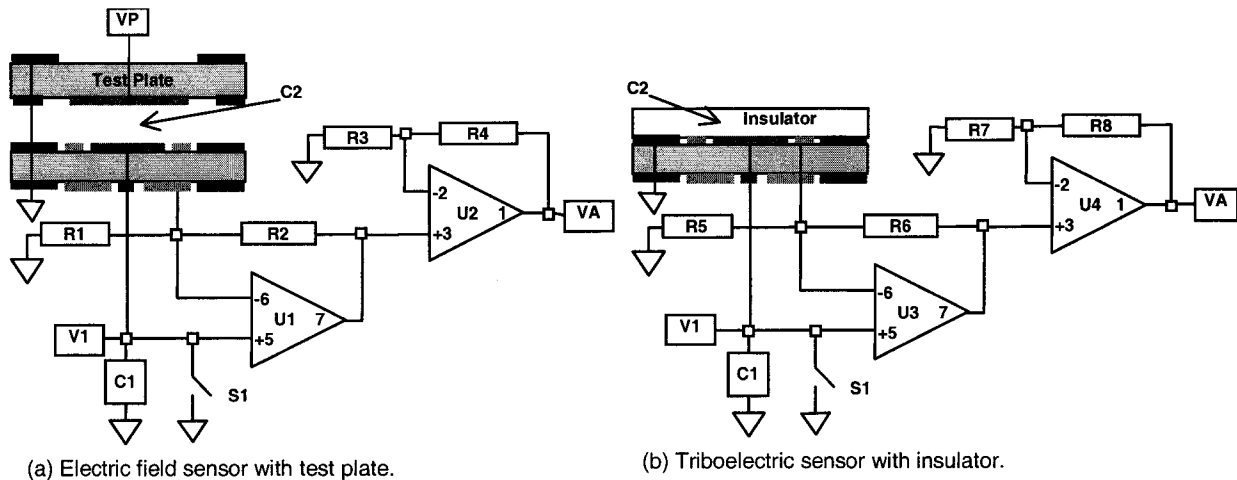 VP
Test Plate
C2
R3
R4
-2
U2
1
+3
VA
R1
R2
-6
U1
7
+5
V1
C1
S1
(a) Electric field sensor with test plate.
C2
Insulator
R7
R8
-2
U4
1
+3
VA
R5
R6
-6
U3
7
+5
V1
C1
S1
(b) Triboelectric sensor with insulator.